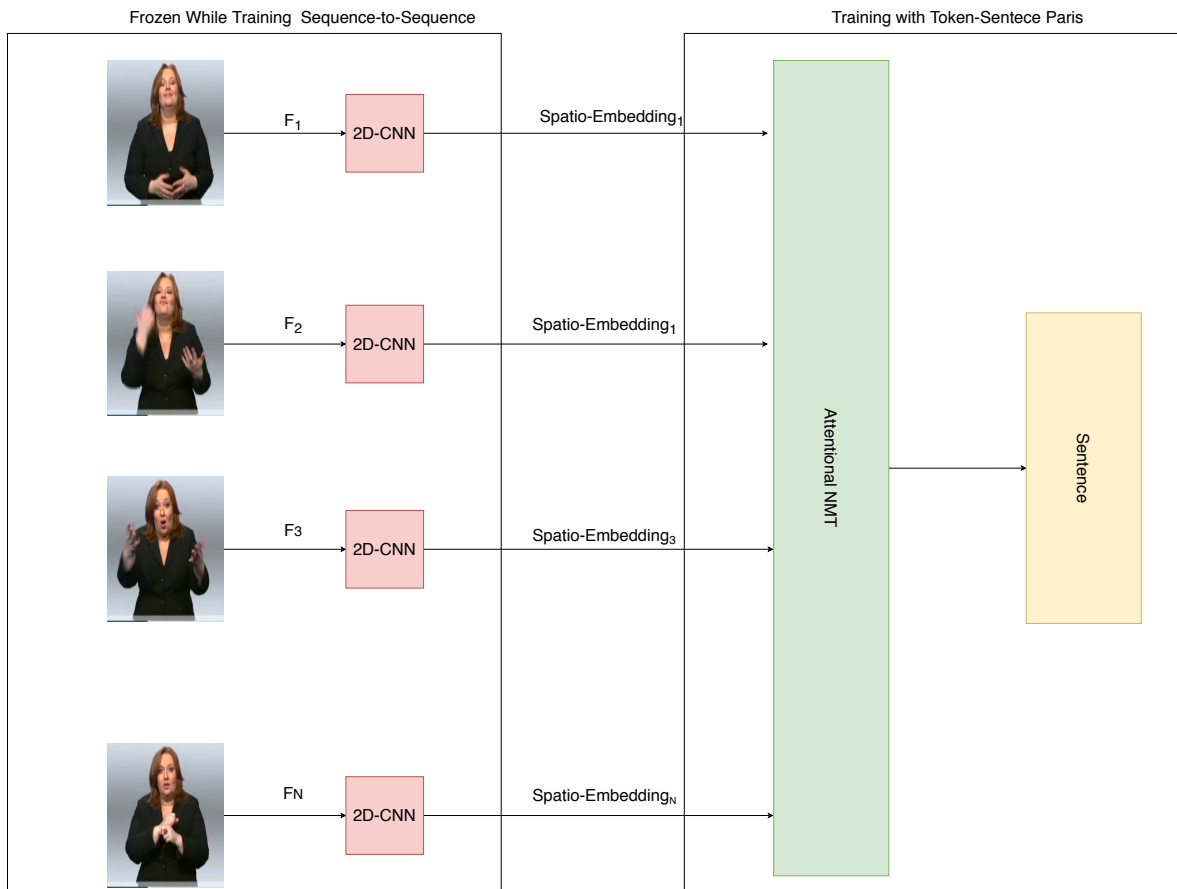 Frozen While Training  Sequence-to-Sequence
Training with Token-Sentece Paris
F1
2D-CNN
Spatio-Embedding1
F2
2D-CNN
Spatio-Embedding1
F3
2D-CNN
Spatio-Embedding3
FN
2D-CNN
Spatio-EmbeddingN
Attentional NMT
Sentence